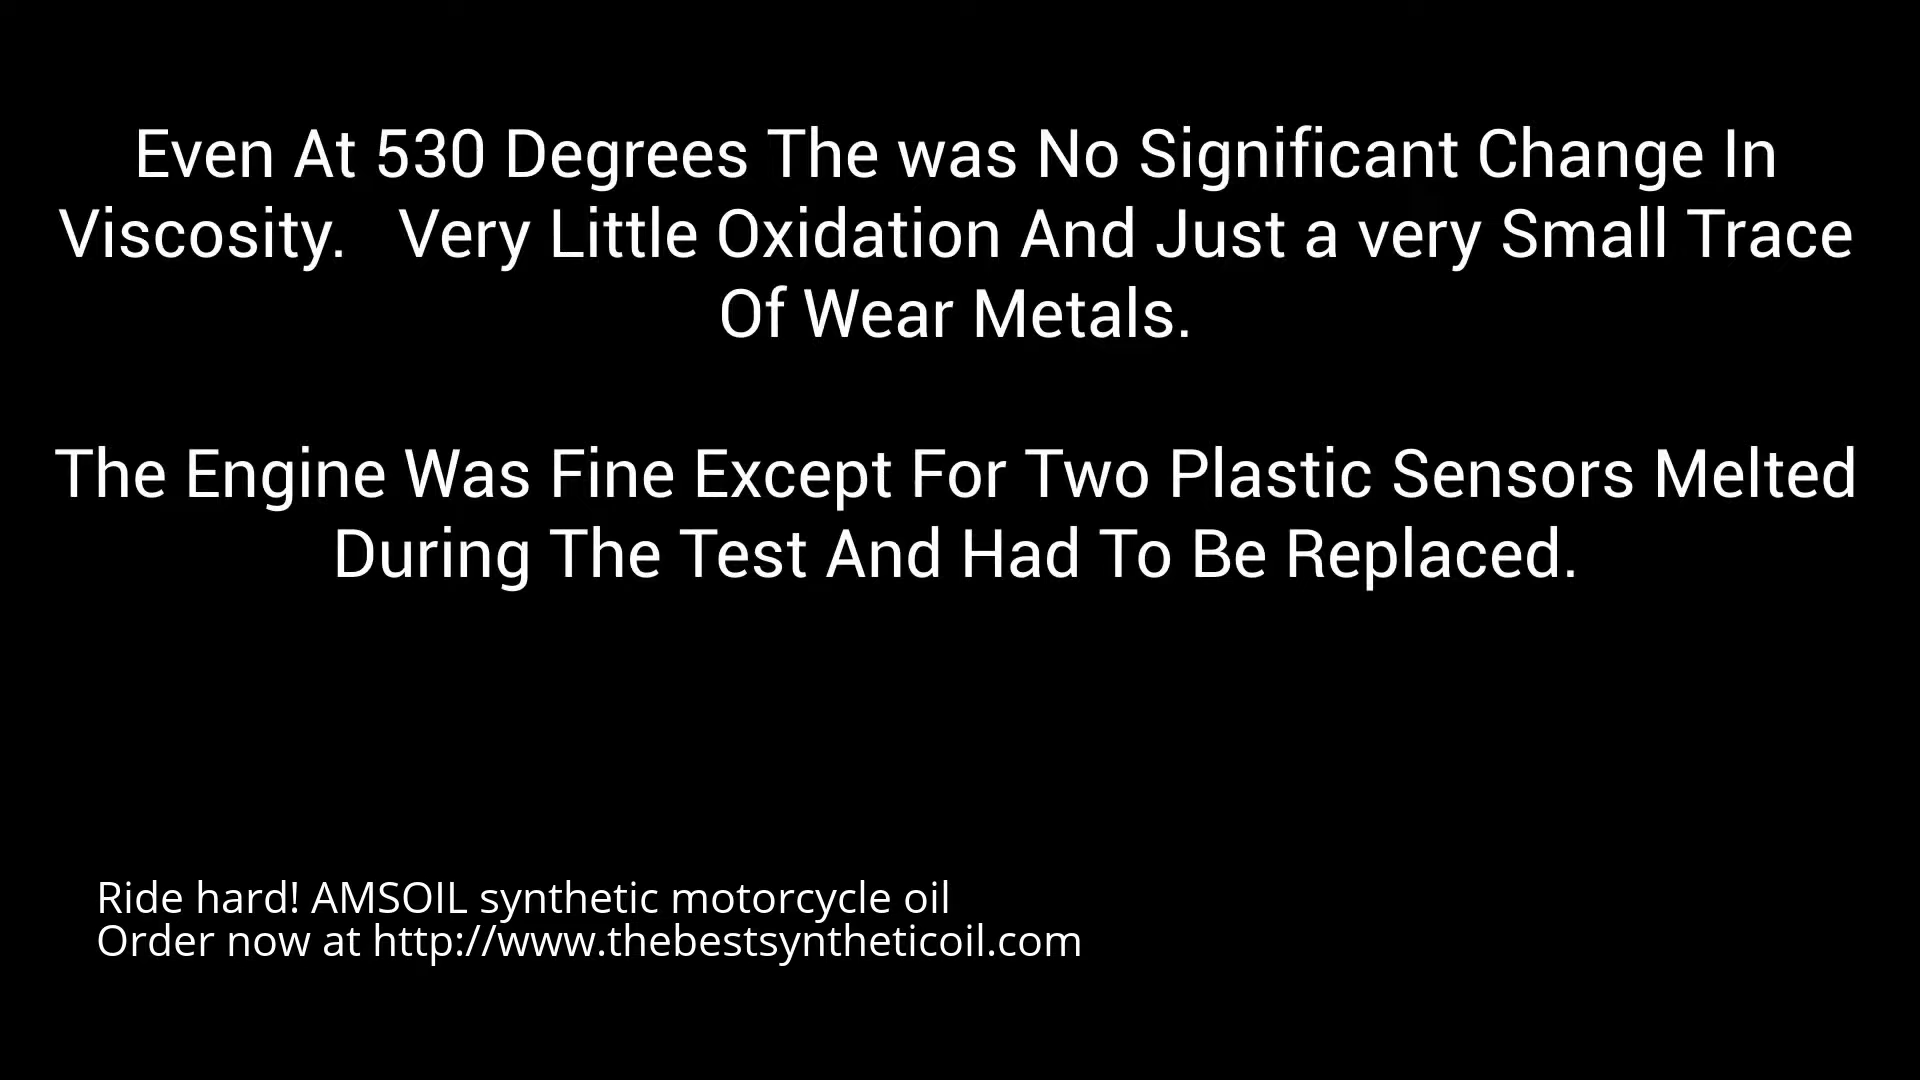 Even At 530 Degrees The was No Significant Change In
Viscosity.   Very Little Oxidation And Just a very Small Trace
Of Wear Metals.
The Engine Was Fine Except For Two Plastic Sensors Melted
During The Test And Had To Be Replaced.
Ride hard! AMSOIL synthetic motorcycle oil
Order now at http://www.thebestsyntheticoil.com